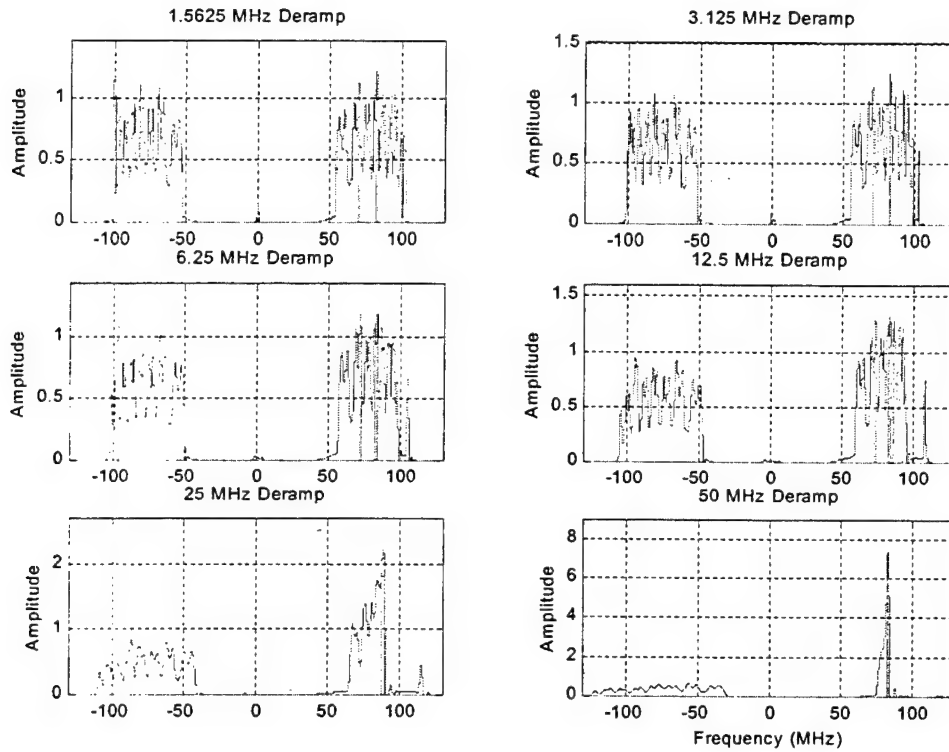 1.5625 MHz Deramp
3.125 MHz Deramp
Amplitude
1
0.5
0
-100 -50 0 50 100
Amplitude
1.5
1
0.5
0
-100 -50 0 50 100
6.25 MHz Deramp
12.5 MHz Deramp
Amplitude
1
0.5
0
-100 -50 0 50 100
Amplitude
1.5
1
0.5
0
-100 -50 0 50 100
25 MHz Deramp
50 MHz Deramp
Amplitude
2
1
0
-100 -50 0 50 100
Amplitude
8
6
4
2
0
-100 -50 0 50 100
Frequency (MHz)